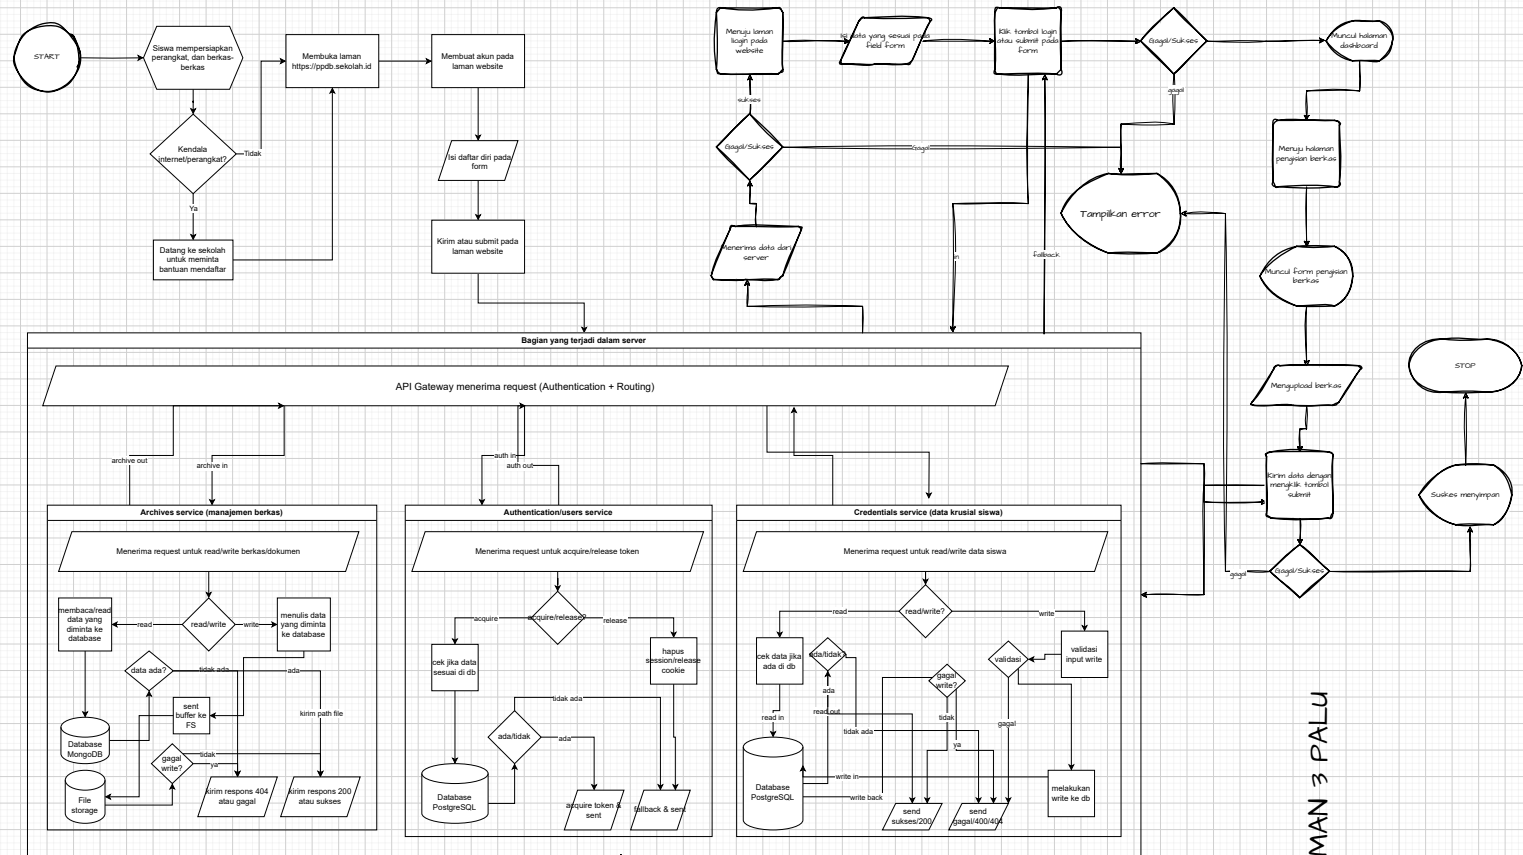 START
Siswa mempersiapkan
perangkat, dan berkas-
berkas
Kendala
internet/perangkat?
Tidak
Ya
Datang ke sekolah
untuk meminta
bantuan mendaftar
Membuka laman
https://ppdb.sekolah.id
Membuat akun pada
laman website
Isi daftar diri pada
form
Kirim atau submit pada
laman website
Menuju laman
liogin pada
website
Isi data yang sesuai pada
field form
Klik tombol login
atau submit pada
form
Gagal/Sukses
Muncul halaman
dashboard
sukses
gagal
Gagal/Sukses
Gagal
Menuju halaman
pengisian berkas
Tampilkan error
Menerima data dari
server
in
fallback
Muncul form pengisian
berkas
Mengupload berkas
STOP
Kirim data dengan
mengklik tombol
submit
Suskes menyimpan
Gagal/Sukses
gagal
Bagian yang terjadi dalam server
API Gateway menerima request (Authentication + Routing)
archive out
archive in
auth in
auth out
Archives service (manajemen berkas)
Menerima request untuk read/write berkas/dokumen
membaca/read
data yang
diminta ke
database
read
read/write
write
menulis data
yang diminta
ke database
data ada?
tidak ada
ada
sent
buffer ke
FS
kirim path file
Database
MongoDB
gagal
write?
tidak
ya
File
storage
kirim respons 404
atau gagal
kirim respons 200
atau sukses
Authentication/users service
Menerima request untuk acquire/release token
acquire
acquire/release?
release
cek jika data
sesuai di db
hapus
session/release
cookie
tidak ada
ada/tidak
ada
Database
PostgreSQL
acquire token &
sent
fallback & sent
Credentials service (data krusial siswa)
Menerima request untuk read/write data siswa
read
read/write?
write
cek data jika
ada di db
ada/tidak?
validasi
validasi
input write
gagal
write?
ada
read in
read out
tidak
gagal
tidak ada
ya
Database
PostgreSQL
write in
write back
melakukan
write ke db
send
sukses/200
send
gagal/400/404
MAN 3 PALU